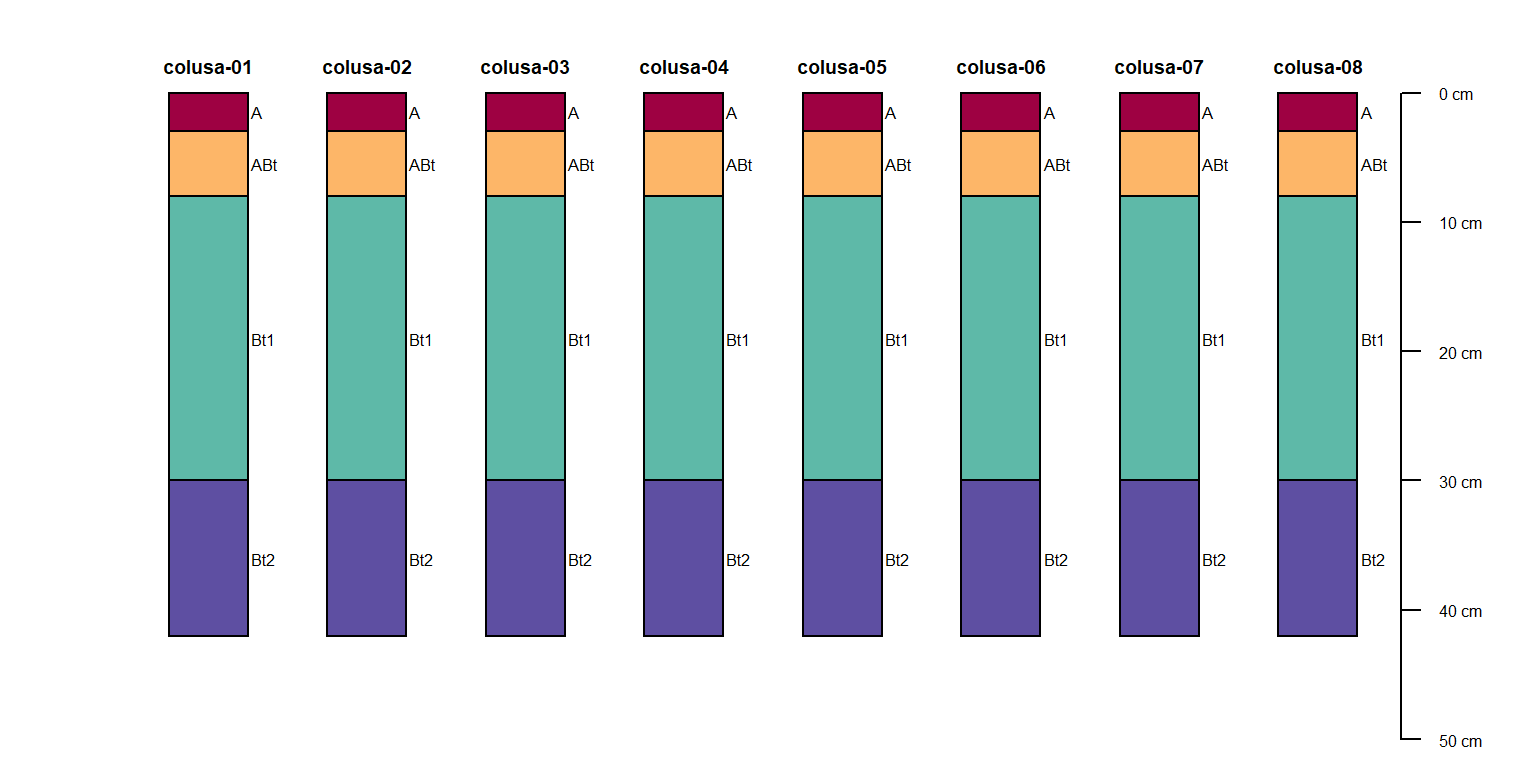 colusa-01 colusa-02 colusa-03 colusa-04 colusa-05 colusa-06 colusa-07 colusa-08
0 cm
A A A A A A A A
ABt ABt ABt ABt ABt ABt ABt ABt
10 cm
Bt1 Bt1 Bt1 Bt1 Bt1 Bt1 Bt1 Bt1
20 cm
30 cm
Bt2 Bt2 Bt2 Bt2 Bt2 Bt2 Bt2 Bt2
40 cm
50 cm